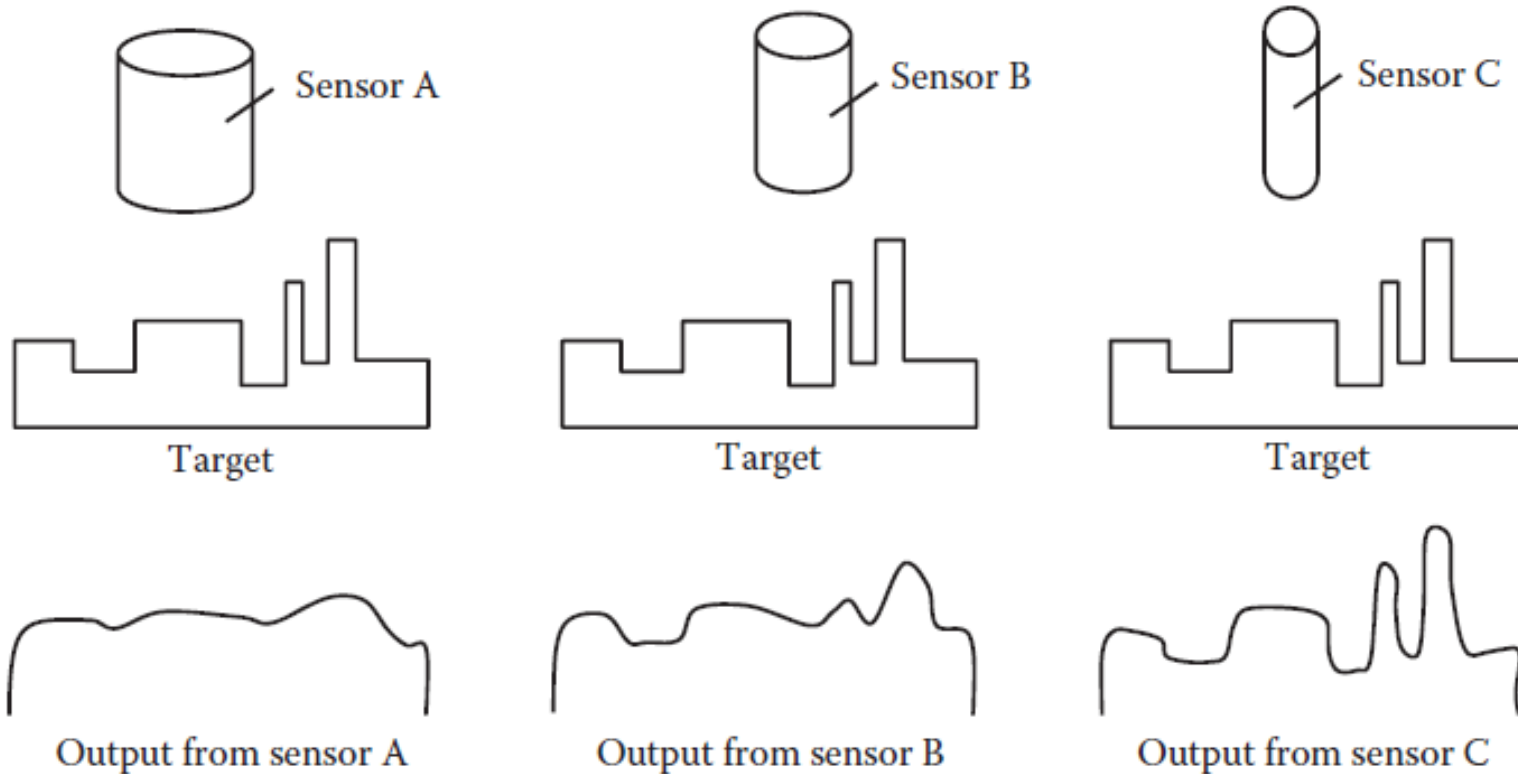 Sensor A
Sensor B
Sensor C
Target
Target
Target
Output from sensor A
Output from sensor B
Output from sensor C